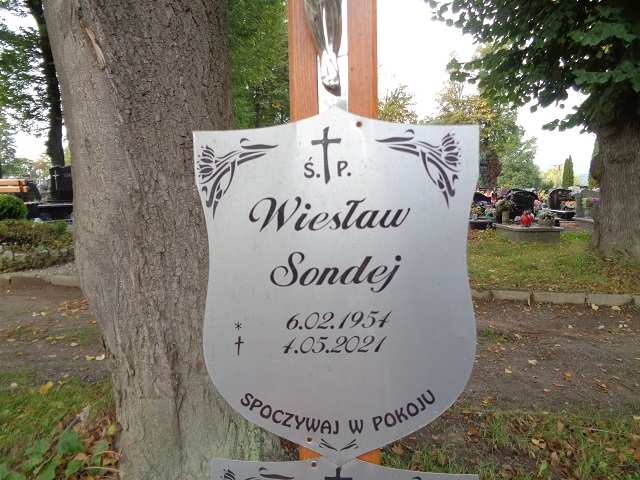 Ś. P.
Wiesław
Sondej
* 6.02.1954
† 4.05.2021
SPOCZYWAJ W POKOJU